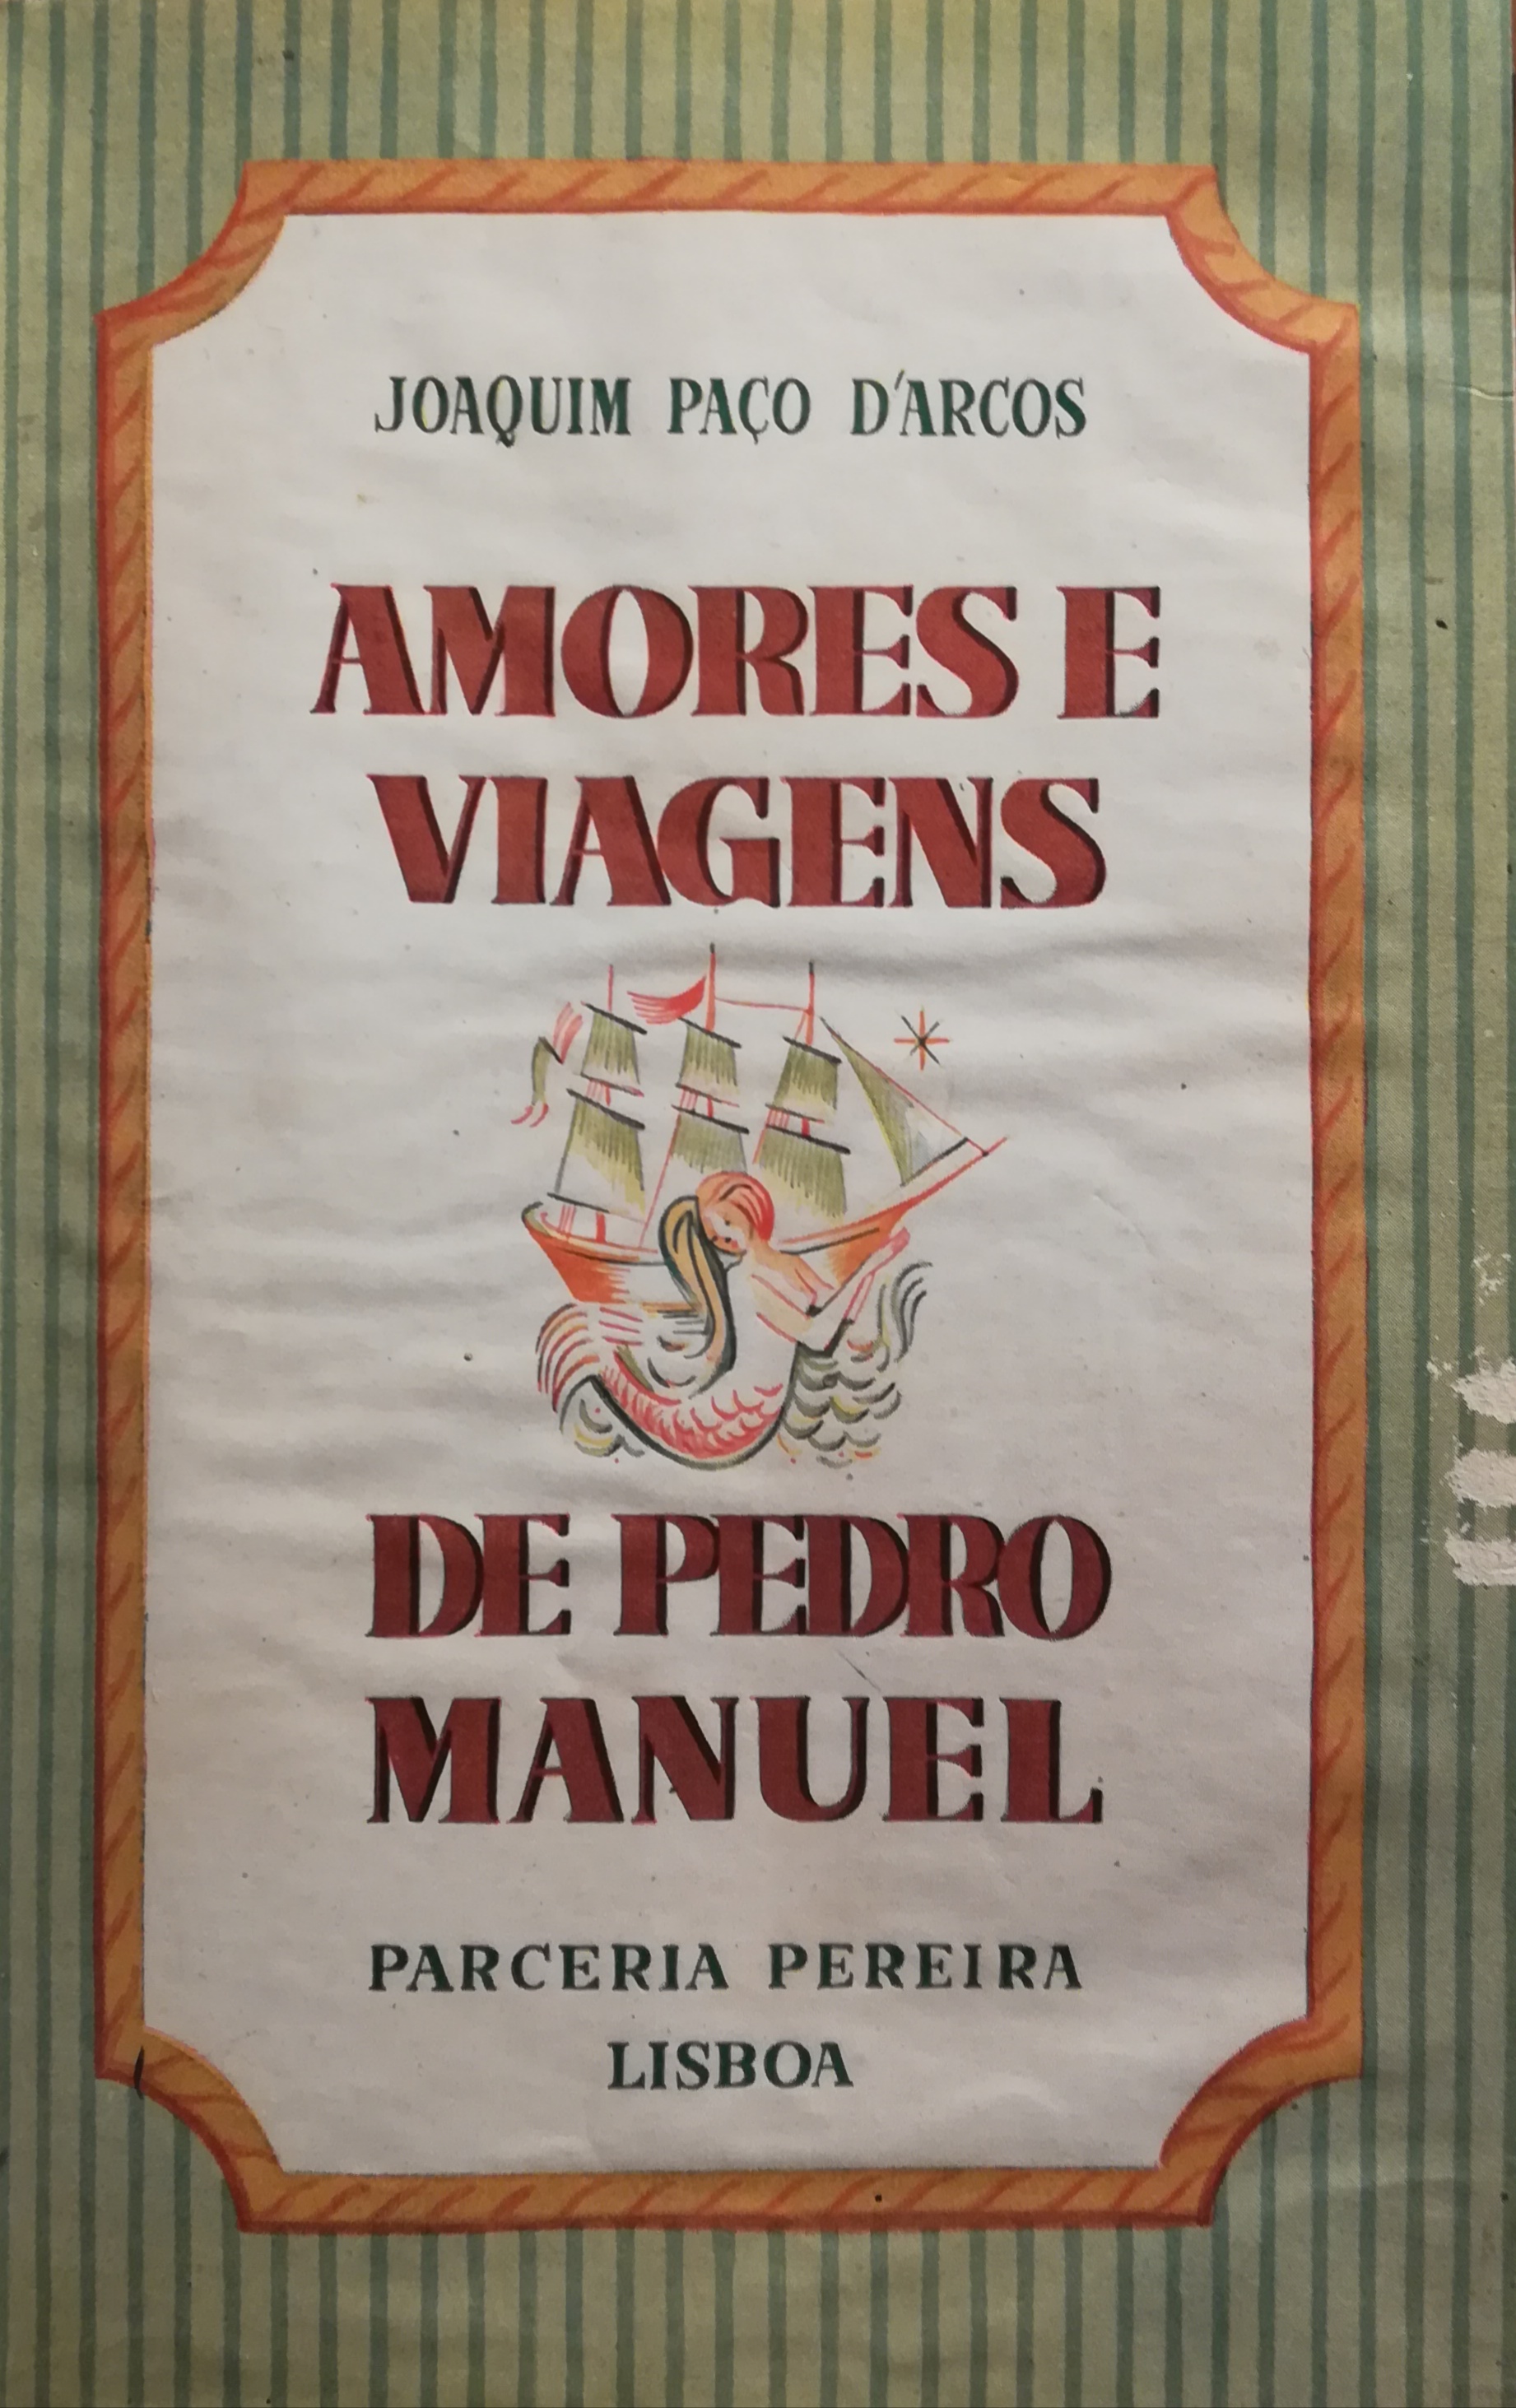 JOAQUIM PAÇO D'ARCOS
AMORES E
VIAGENS
DE PEDRO
MANUEL
PARCERIA PEREIRA
LISBOA